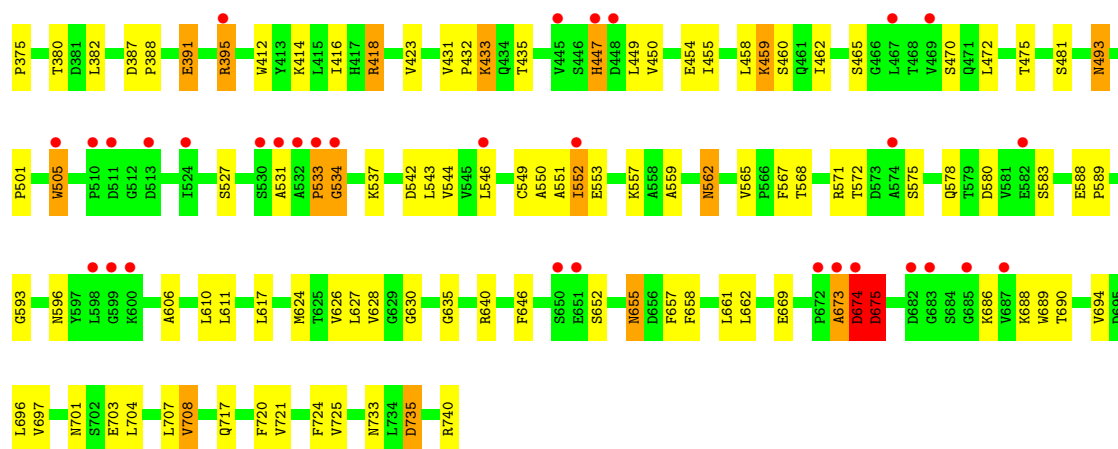 P375 T380 D381 L382 D387 P388 E391 R395 W412 Y413 K414 L415 I416 H417 R418 V423 V431 P432 K433 Q434 T435 V445 S446 H447 D448 L449 V450 E454 I455 L458 K459 S460 Q461 I462 S465 G466 L467 T468 V469 S470 Q471 L472 T475 S481 N493
P501 W505 P510 D511 G512 D513 I524 S527 S530 A531 A532 P533 G534 K537 D542 L543 V544 V545 L546 C549 A550 A551 I552 E553 K557 A558 A559 N562 V565 P566 F567 T568 R571 T572 D573 A574 S575 Q578 T579 D580 V581 E582 S583 E588 P589
G593 N596 Y597 L598 G599 K600 A606 L610 L611 L617 M624 T625 V626 L627 V628 G629 G630 G635 R640 F646 S650 E651 S652 N655 D656 F657 F658 L661 L662 E669 P672 A673 D674 D675 D682 G683 S684 G685 K686 V687 K688 W689 T690 V694
L696 V697 N701 S702 E703 L704 L707 V708 Q717 F720 V721 F724 V725 N733 L734 D735 R740